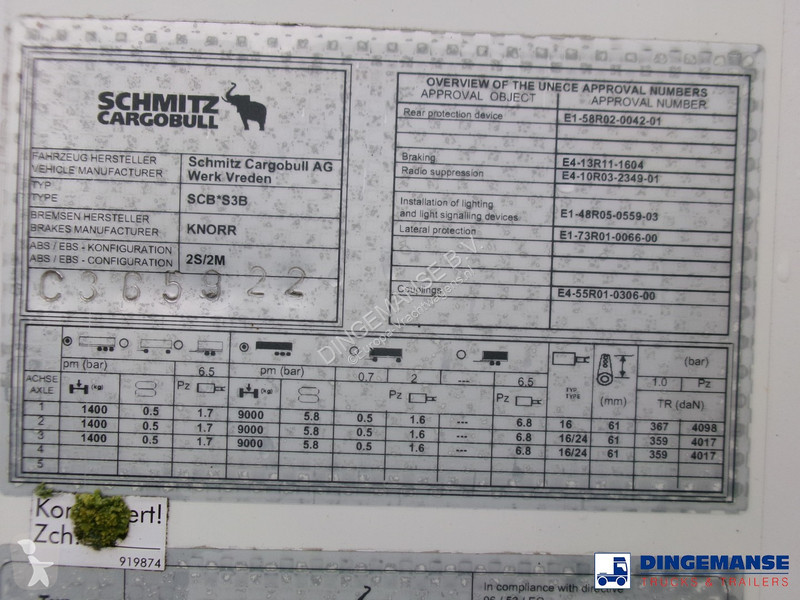 SCHMITZ
CARGOBULL
FAHRZEUG HERSTELLER
VEHICLE MANUFACTURER
Schmitz Cargobull AG
Werk Vreden
TYP
TYPE
SCB*S3B
BREMSEN HERSTELLER
BRAKES MANUFACTURER
KNORR
ABS / EBS - KONFIGURATION
ABS / EBS - CONFIGURATION
2S/2M
C365922
OVERVIEW OF THE UNECE APPROVAL NUMBERS
APPROVAL OBJECT APPROVAL NUMBER
Rear protection device E1-58R02-0042-01
Braking E4-13R11-1604
Radio suppression E4-10R03-2349-01
Installation of lighting
and light signalling devices E1-48R05-0559-03
Lateral protection E1-73R01-0066-00
Couplings E4-55R01-0306-00
pm (bar) 6.5 pm (bar) 0.7 2 --- 6.5 (bar)
ACHSE
AXLE
(kg) Pz (kg) Pz TYP TYPE (mm) 1.0 Pz
TR (daN)
1 1400 0.5 1.7 9000 5.8 0.5 1.6 --- 6.8 16 61 367 4098
2 1400 0.5 1.7 9000 5.8 0.5 1.6 --- 6.8 16/24 61 359 4017
3 1400 0.5 1.7 9000 5.8 0.5 1.6 --- 6.8 16/24 61 359 4017
4
5
DINGEMANSE B.V.
919874
In compliance with directive
DINGEMANSE
TRUCKS & TRAILERS